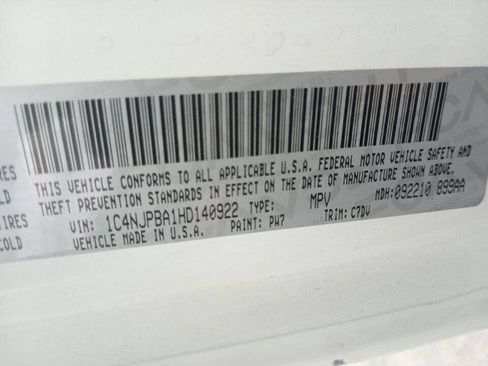 THIS VEHICLE CONFORMS TO ALL APPLICABLE U.S.A. FEDERAL MOTOR VEHICLE SAFETY AND
THEFT PREVENTION STANDARDS IN EFFECT ON THE DATE OF MANUFACTURE SHOWN ABOVE.
VIN: 1C4NJPBA1HD140922 TYPE: MPV MDH: 092210 899AA
VEHICLE MADE IN U.S.A. PAINT: PW7 TRIM: C7DV
IRES
COLD
IRES
COLD